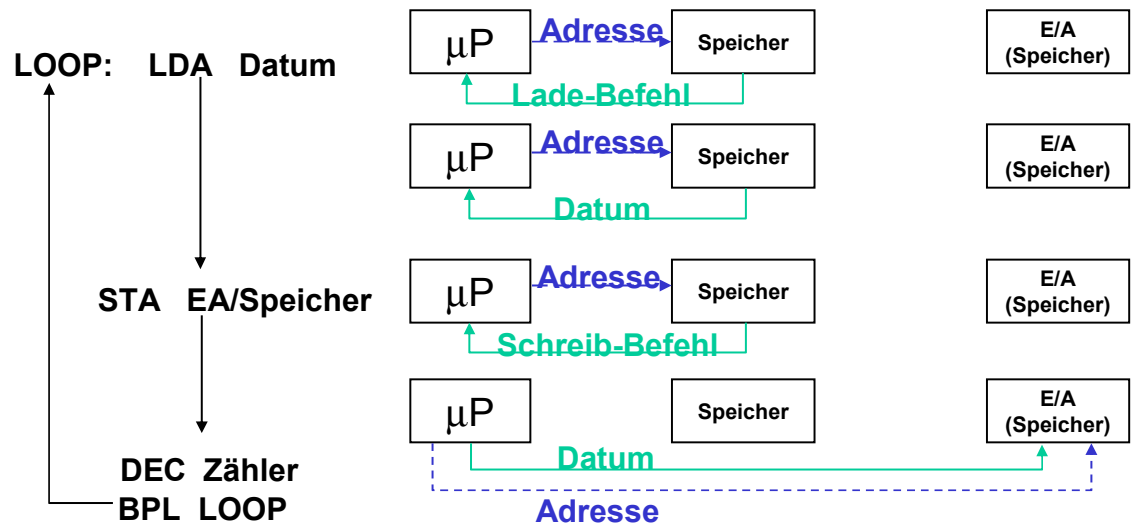 μP
Adresse
Speicher
E/A
(Speicher)
LOOP: LDA Datum
Lade-Befehl
μP
Adresse
Speicher
E/A
(Speicher)
Datum
STA EA/Speicher
μP
Adresse
Speicher
E/A
(Speicher)
Schreib-Befehl
μP
Speicher
E/A
(Speicher)
Datum
DEC Zähler
BPL LOOP
Adresse